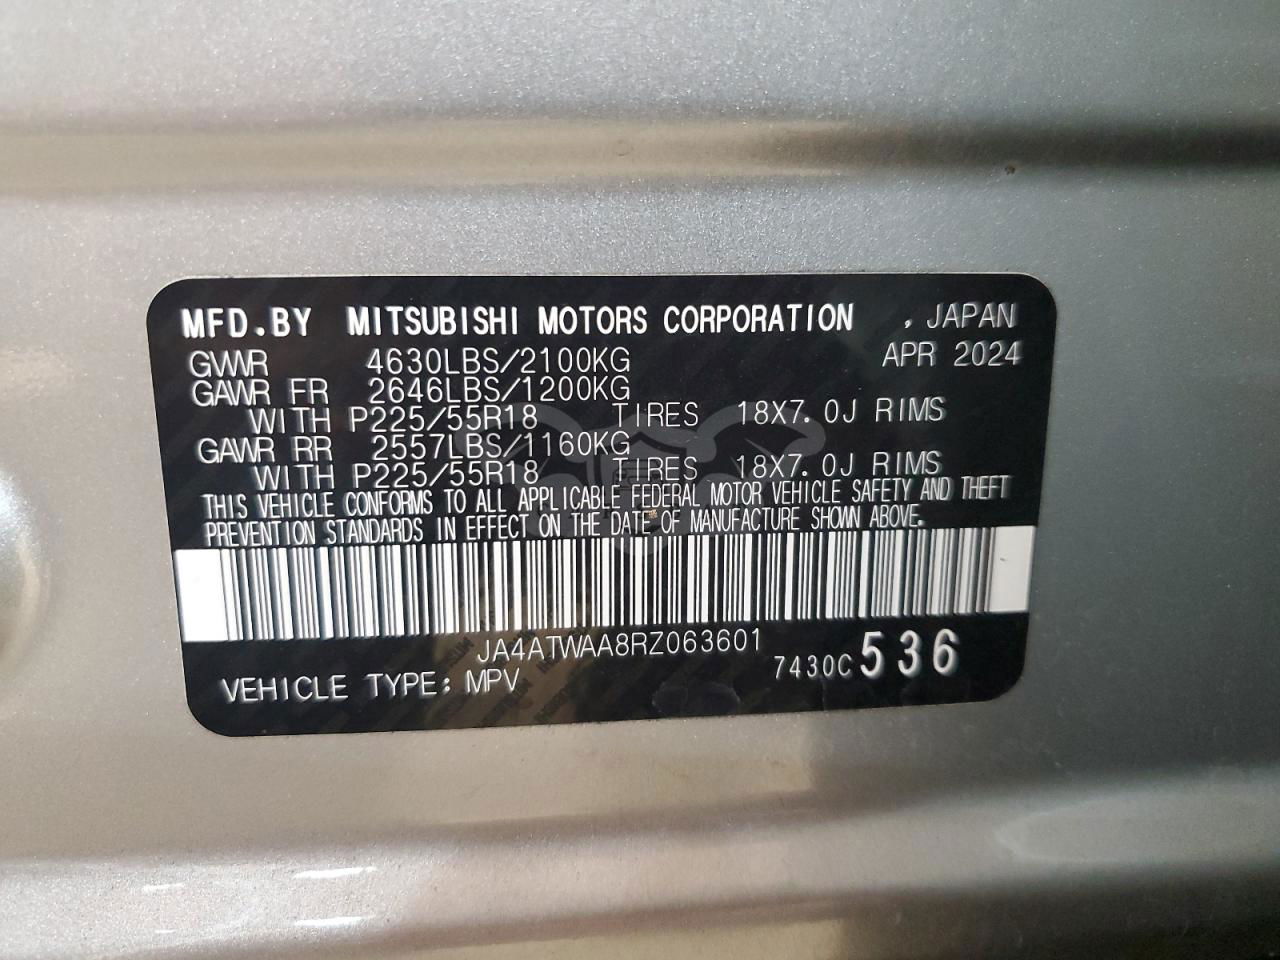 MFD.BY MITSUBISHI MOTORS CORPORATION , JAPAN
GVWR 4630LBS/2100KG APR 2024
GAWR FR 2646LBS/1200KG
WITH P225/55R18 TIRES 18X7.0J RIMS
GAWR RR 2557LBS/1160KG
WITH P225/55R18 TIRES 18X7.0J RIMS
THIS VEHICLE CONFORMS TO ALL APPLICABLE FEDERAL MOTOR VEHICLE SAFETY AND THEFT
PREVENTION STANDARDS IN EFFECT ON THE DATE OF MANUFACTURE SHOWN ABOVE.
JA4ATWAA8RZ063601
7430C 536
VEHICLE TYPE: MPV